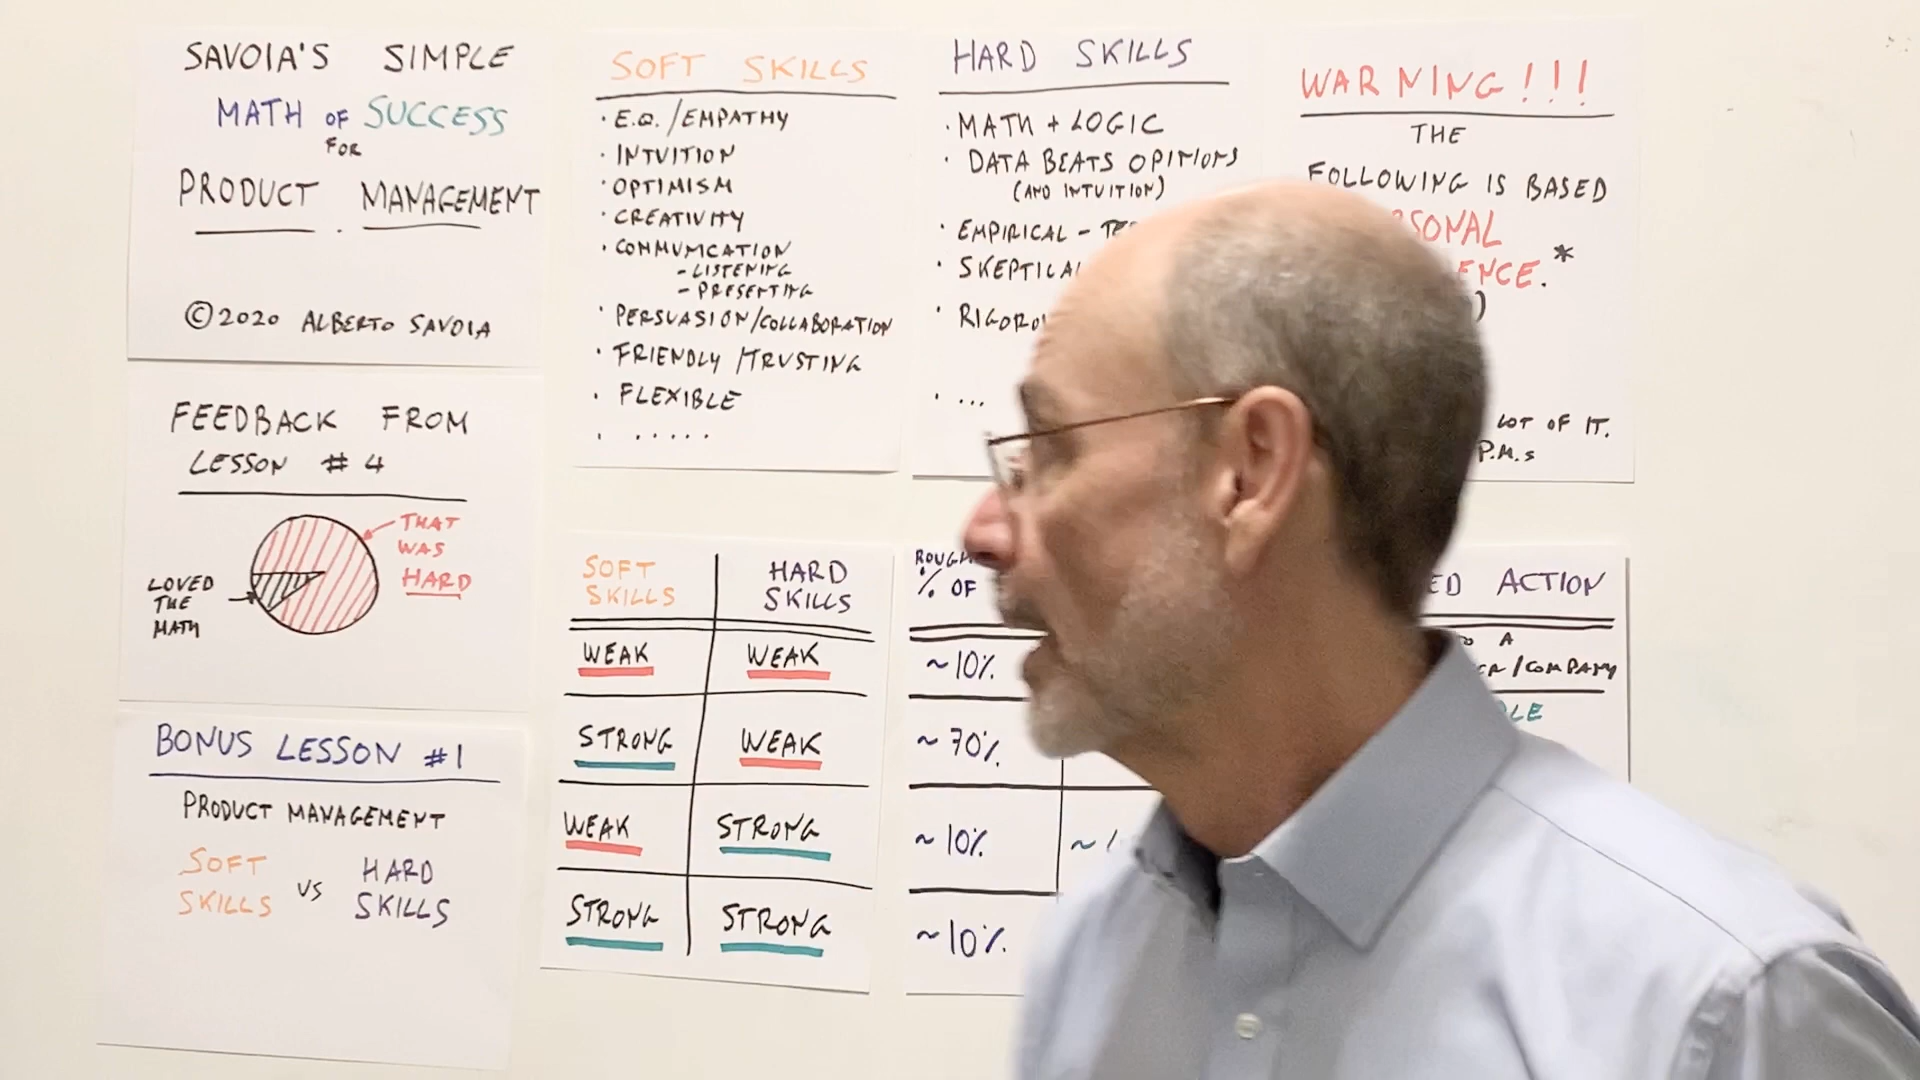 SAVOIA'S SIMPLE
MATH OF SUCCESS
FOR
PRODUCT MANAGEMENT
©2020 ALBERTO SAVOIA
FEEDBACK FROM
LESSON #4
THAT
WAS
HARD
LOVED
THE
MATH
BONUS LESSON #1
PRODUCT MANAGEMENT
SOFT SKILLS vs HARD SKILLS
SOFT SKILLS
· E.Q./EMPATHY
· INTUITION
· OPTIMISM
· CREATIVITY
· COMMUNICATION
- LISTENING
- PRESENTING
· PERSUASION/COLLABORATION
· FRIENDLY/TRUSTING
· FLEXIBLE
· .....
HARD SKILLS
· MATH + LOGIC
· DATA BEATS OPINIONS
(AND INTUITION)
· EMPIRICAL -
· SKEPTICAL
·
· ...
WARNING!!!
THE
FOLLOWING IS BASED
*
LOT OF IT.
P.M.s
SOFT SKILLS HARD SKILLS
% OF
WEAK WEAK ~10%
STRONG WEAK ~70%
WEAK STRONG ~10%
STRONG STRONG ~10%
ACTION
A
/COMPANY